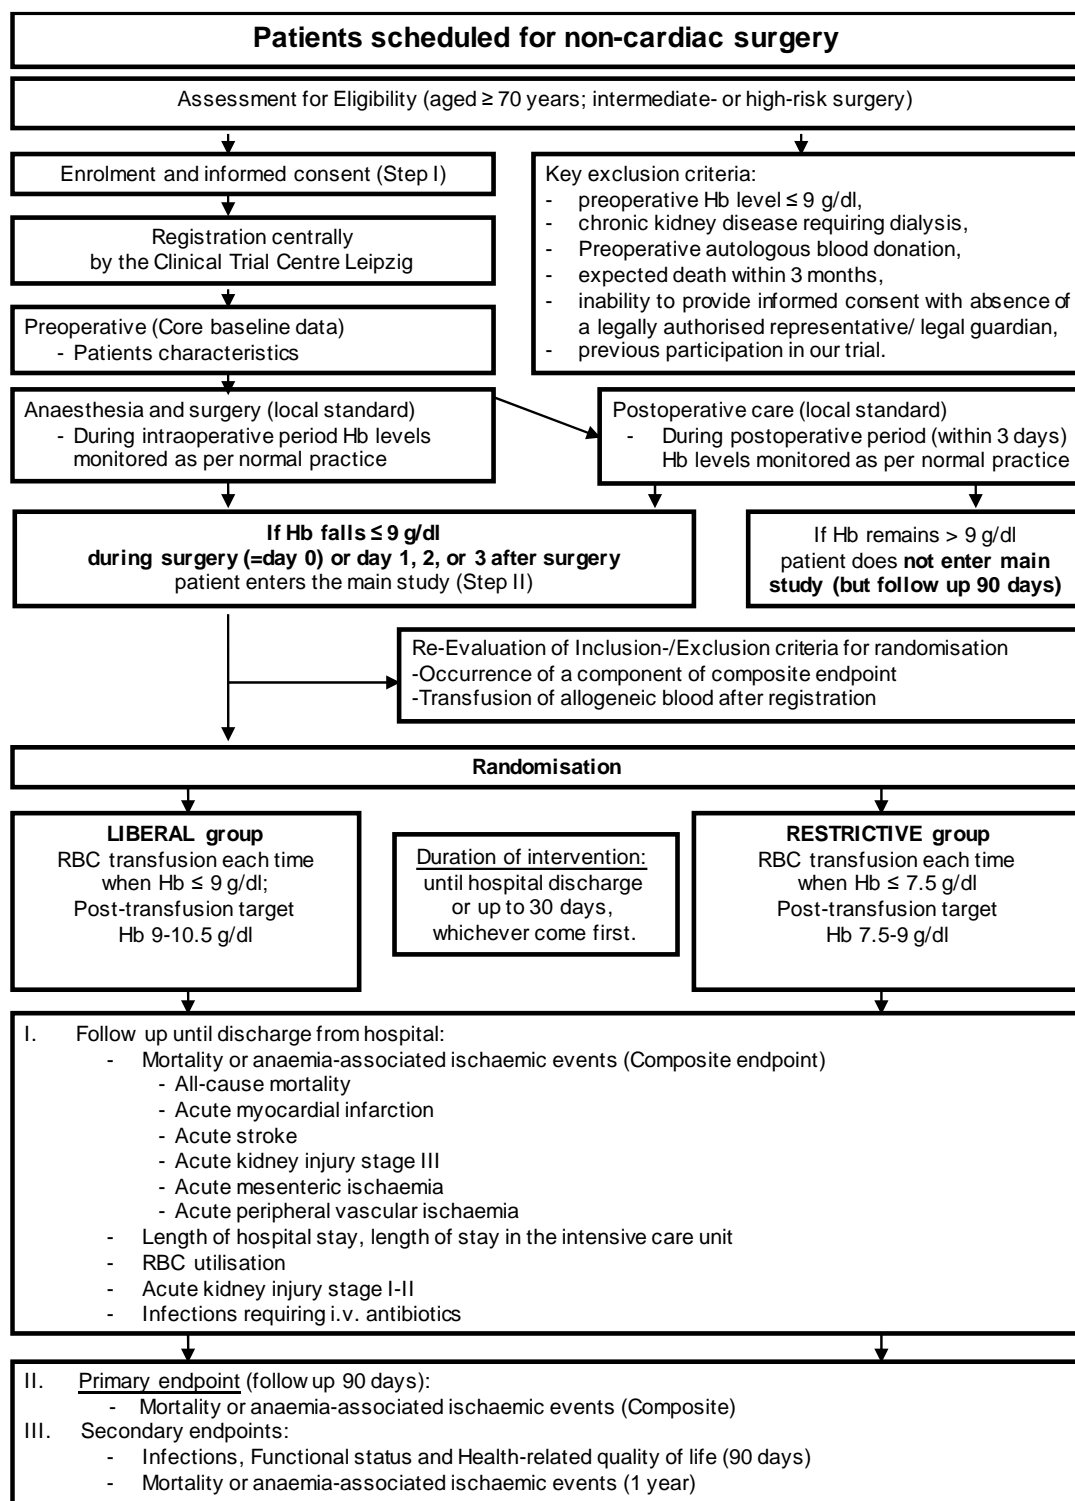 Patients scheduled for non-cardiac surgery
Assessment for Eligibility (aged ≥ 70 years; intermediate- or high-risk surgery)
Enrolment and informed consent (Step I)
Registration centrally
by the Clinical Trial Centre Leipzig
Preoperative (Core baseline data)
- Patients characteristics
Key exclusion criteria:
- preoperative Hb level ≤ 9 g/dl,
- chronic kidney disease requiring dialysis,
- Preoperative autologous blood donation,
- expected death within 3 months,
- inability to provide informed consent with absence of
a legally authorised representative/ legal guardian,
- previous participation in our trial.
Anaesthesia and surgery (local standard)
- During intraoperative period Hb levels
monitored as per normal practice
Postoperative care (local standard)
- During postoperative period (within 3 days)
Hb levels monitored as per normal practice
If Hb falls ≤ 9 g/dl
during surgery (=day 0) or day 1, 2, or 3 after surgery
patient enters the main study (Step II)
If Hb remains > 9 g/dl
patient does not enter main
study (but follow up 90 days)
Re-Evaluation of Inclusion-/Exclusion criteria for randomisation
-Occurrence of a component of composite endpoint
-Transfusion of allogeneic blood after registration
Randomisation
LIBERAL group
RBC transfusion each time
when Hb ≤ 9 g/dl;
Post-transfusion target
Hb 9-10.5 g/dl
Duration of intervention:
until hospital discharge
or up to 30 days,
whichever come first.
RESTRICTIVE group
RBC transfusion each time
when Hb ≤ 7.5 g/dl
Post-transfusion target
Hb 7.5-9 g/dl
I. Follow up until discharge from hospital:
- Mortality or anaemia-associated ischaemic events (Composite endpoint)
- All-cause mortality
- Acute myocardial infarction
- Acute stroke
- Acute kidney injury stage III
- Acute mesenteric ischaemia
- Acute peripheral vascular ischaemia
- Length of hospital stay, length of stay in the intensive care unit
- RBC utilisation
- Acute kidney injury stage I-II
- Infections requiring i.v. antibiotics
II. Primary endpoint (follow up 90 days):
- Mortality or anaemia-associated ischaemic events (Composite)
III. Secondary endpoints:
- Infections, Functional status and Health-related quality of life (90 days)
- Mortality or anaemia-associated ischaemic events (1 year)